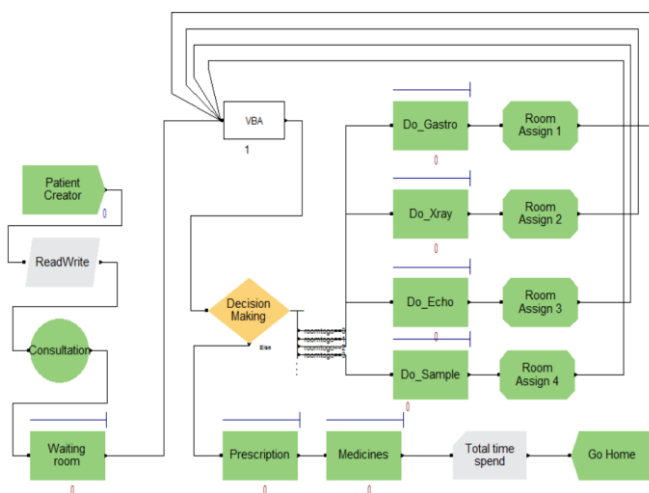 VBA
1
Do_Gastro
0
Room
Assign 1
Patient
Creator
0
Do_Xray
0
Room
Assign 2
ReadWrite
Decision
Making
Else
Do_Echo
0
Room
Assign 3
Consultation
Do_Sample
0
Room
Assign 4
Waiting
room
0
Prescription
0
Medicines
0
Total time
spend
Go Home